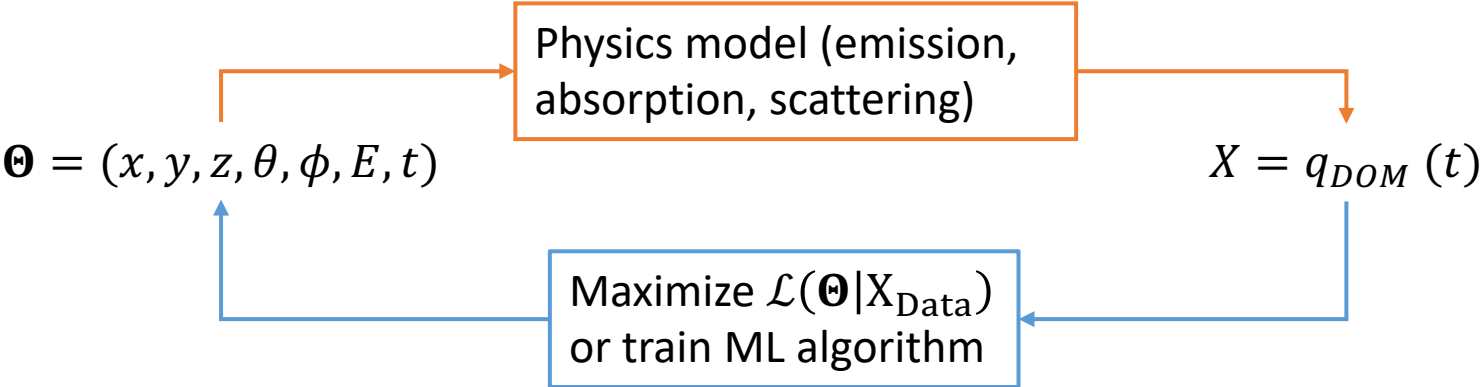 Physics model (emission,
absorption, scattering)
𝚯 = (x, y, z, θ, ϕ, E, t)
X = q_DOM (t)
Maximize ℒ(𝚯|X_Data)
or train ML algorithm